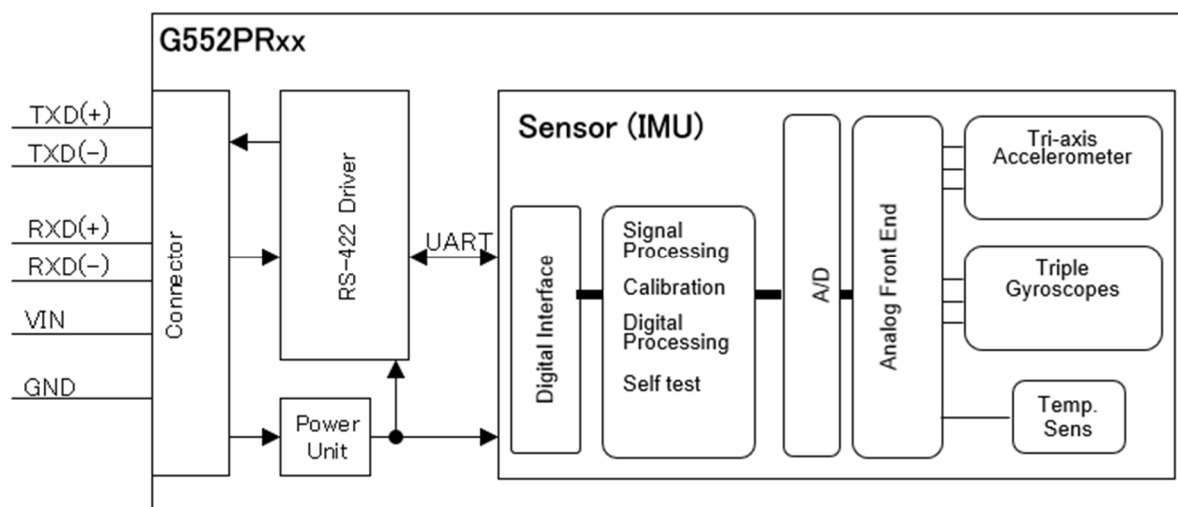 G552PRxx
TXD(+)
TXD(-)
RXD(+)
RXD(-)
VIN
GND
Connector
RS-422 Driver
Power
Unit
UART
Sensor (IMU)
Digital Interface
Signal
Processing
Calibration
Digital
Processing
Self test
A/D
Analog Front End
Tri-axis
Accelerometer
Triple
Gyroscopes
Temp.
Sens